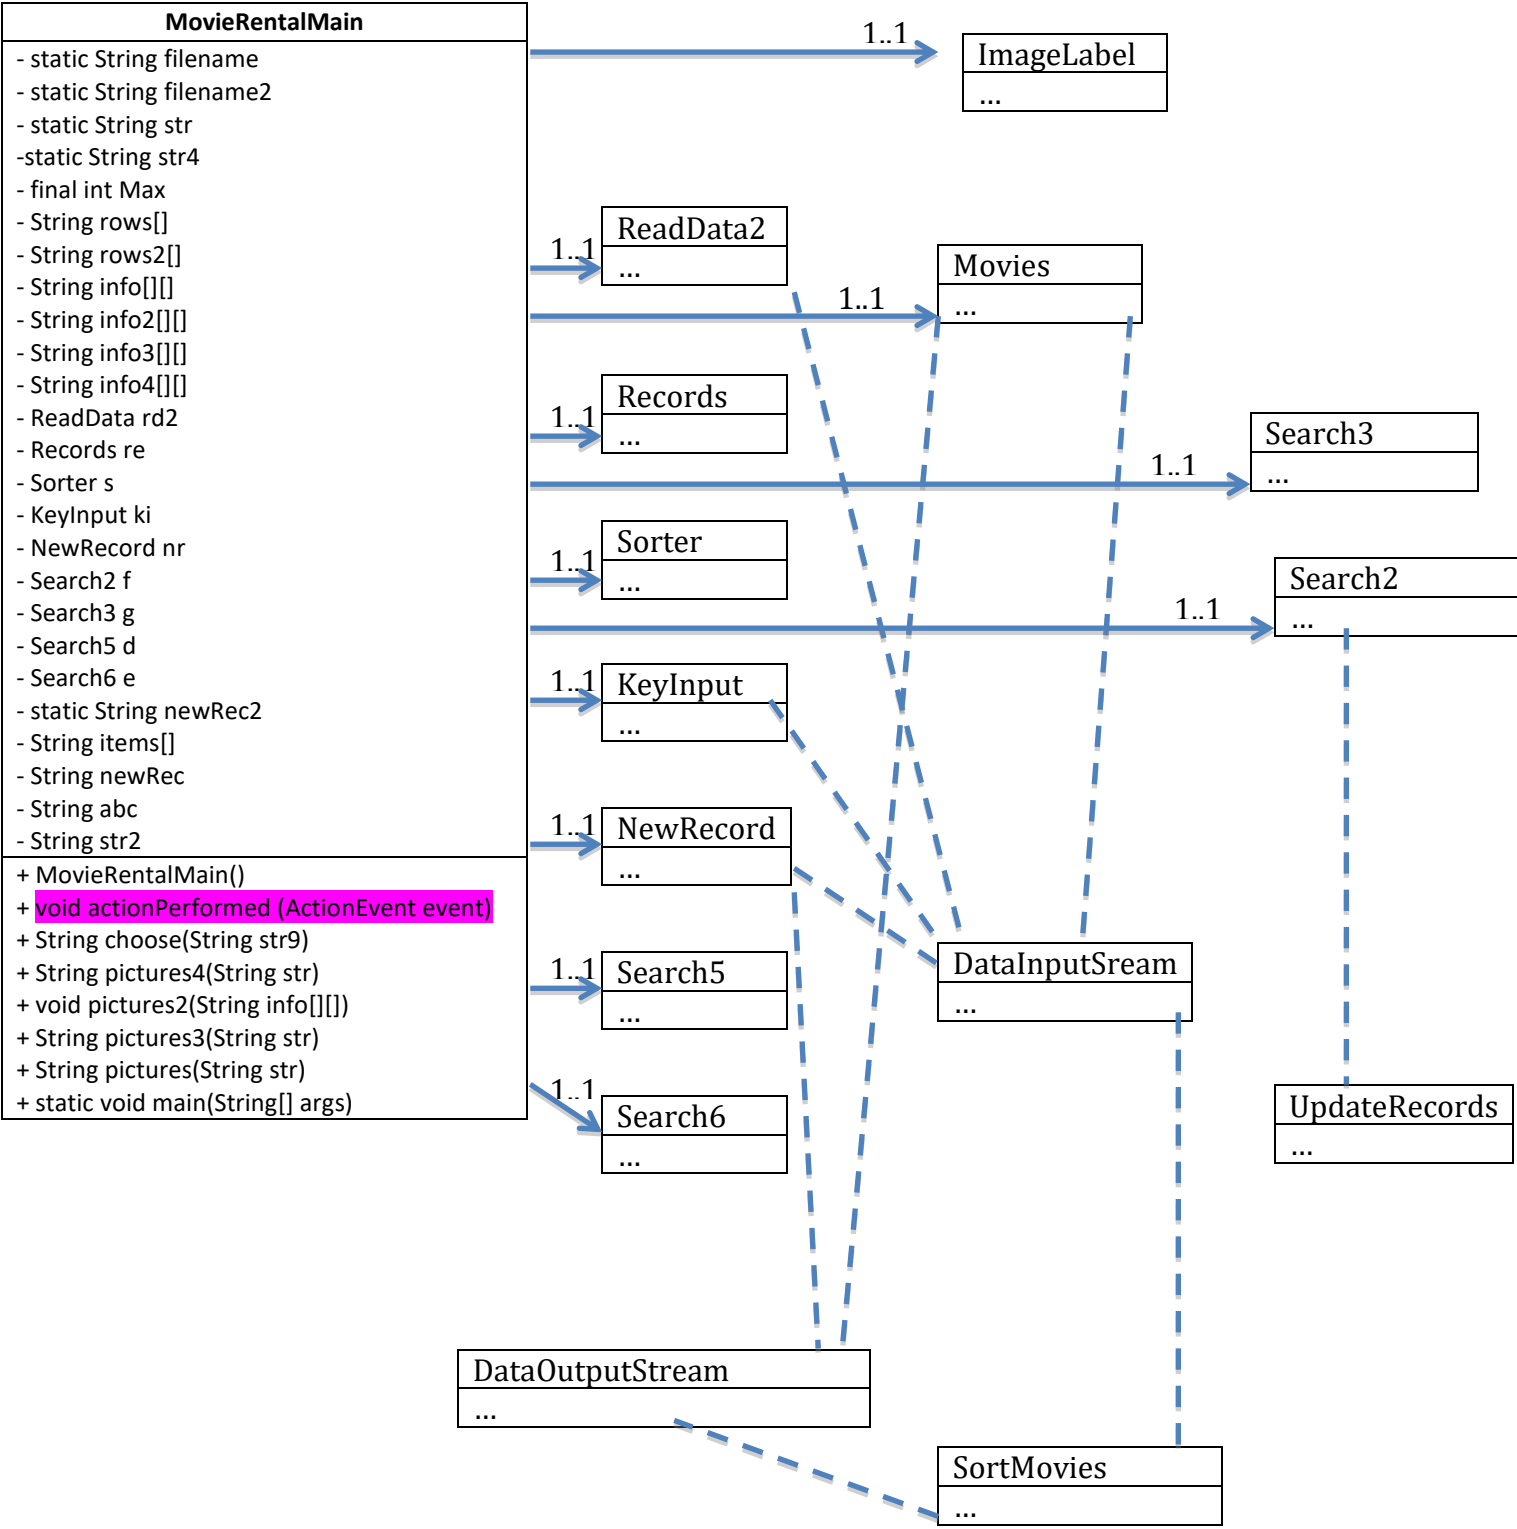 MovieRentalMain
- static String filename
- static String filename2
- static String str
-static String str4
- final int Max
- String rows[]
- String rows2[]
- String info[][]
- String info2[][]
- String info3[][]
- String info4[][]
- ReadData rd2
- Records re
- Sorter s
- KeyInput ki
- NewRecord nr
- Search2 f
- Search3 g
- Search5 d
- Search6 e
- static String newRec2
- String items[]
- String newRec
- String abc
- String str2
+ MovieRentalMain()
+ void actionPerformed (ActionEvent event)
+ String choose(String str9)
+ String pictures4(String str)
+ void pictures2(String info[][])
+ String pictures3(String str)
+ String pictures(String str)
+ static void main(String[] args)
1..1
ImageLabel
...
1..1
ReadData2
...
1..1
Movies
...
1..1
Records
...
1..1
Search3
...
1..1
Sorter
...
1..1
Search2
...
1..1
KeyInput
...
1..1
NewRecord
...
1..1
Search5
...
DataInputSream
...
1..1
Search6
...
UpdateRecords
...
DataOutputStream
...
SortMovies
...